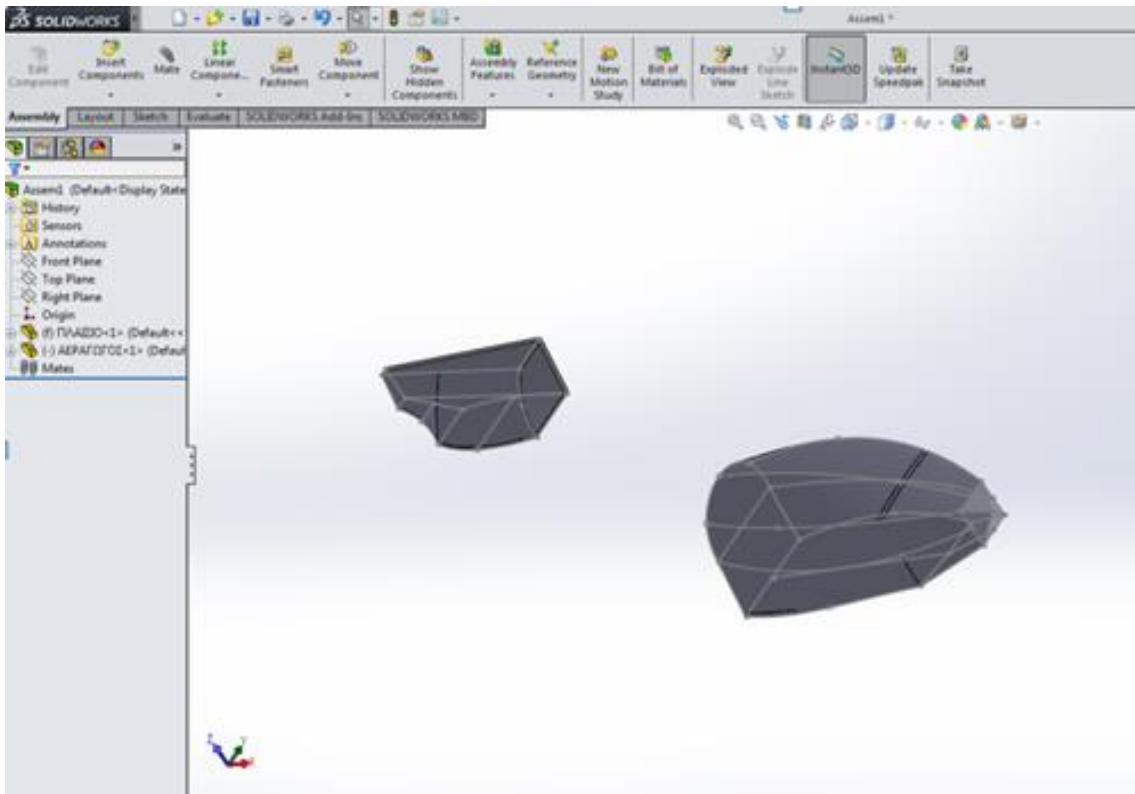 SOLIDWORKS
Assem1 *
Edit Component
Insert Components
Mate
Linear Compone...
Smart Fasteners
Move Component
Show Hidden Components
Assembly Features
Reference Geometry
New Motion Study
Bill of Materials
Exploded View
Explode Line Sketch
Instant3D
Update Speedpak
Take Snapshot
Assembly
Layout
Sketch
Evaluate
SOLIDWORKS Add-Ins
SOLIDWORKS MBD
Assem1 (Default<Display State
History
Sensors
Annotations
Front Plane
Top Plane
Right Plane
Origin
(f) ΠΛΑΙΣΙΟ<1> (Default<<
(-) ΑΕΡΑΓΩΓΟΣ<1> (Defaul
Mates